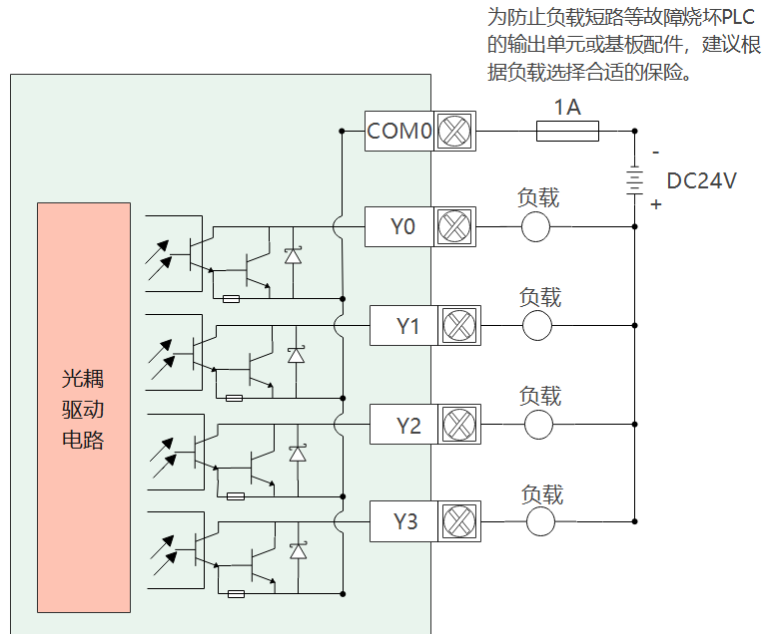 为防止负载短路等故障烧坏PLC
的输出单元或基板配件，建议根
据负载选择合适的保险。
1A
COM0
-
DC24V
+
负载
Y0
负载
Y1
光耦
驱动
电路
负载
Y2
负载
Y3